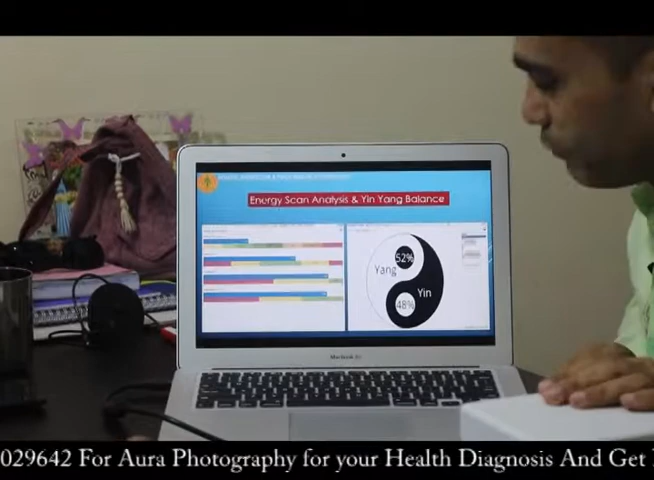 Energy Scan Analysis & Yin Yang Balance
52%
Yang
Yin
48%
MacBook Air
029642 For Aura Photography for your Health Diagnosis And Get